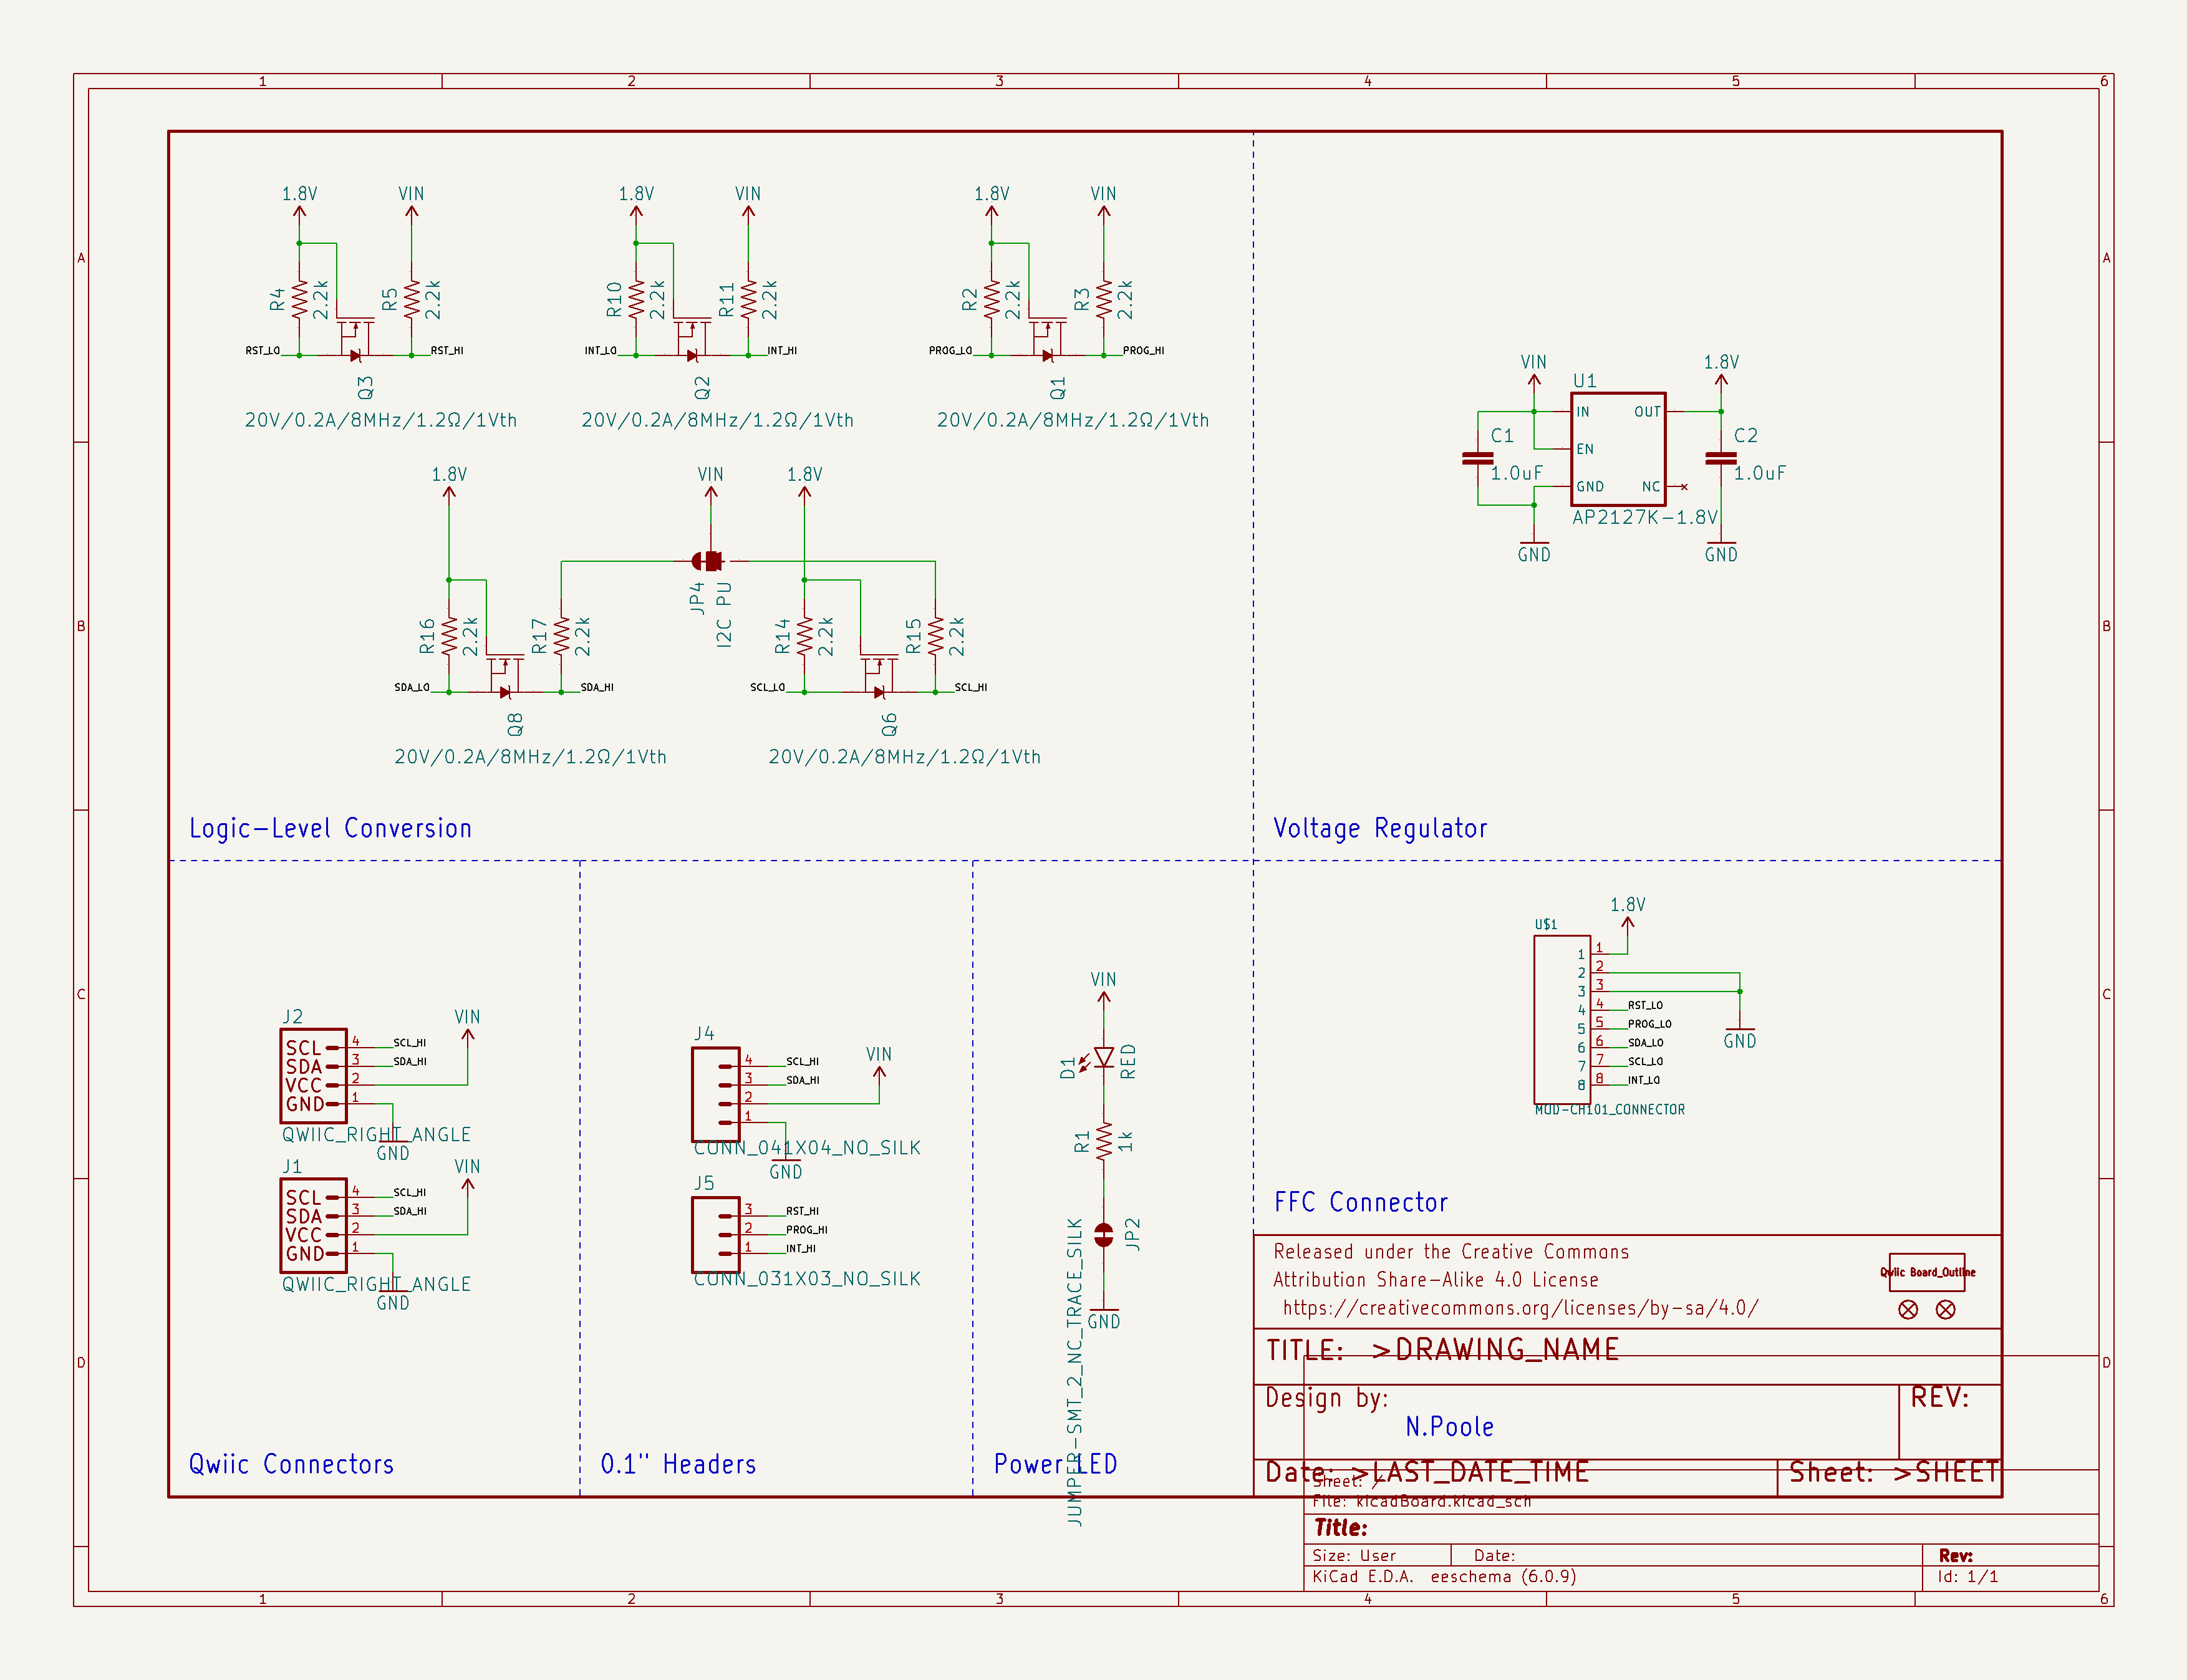 1 2 3 4 5 6
A A
B B
C C
D D
1.8V VIN
R4 2.2k R5 2.2k
RST_LO RST_HI
Q3
20V/0.2A/8MHz/1.2Ω/1Vth
1.8V VIN
R10 2.2k R11 2.2k
INT_LO INT_HI
Q2
20V/0.2A/8MHz/1.2Ω/1Vth
1.8V VIN
R2 2.2k R3 2.2k
PROG_LO PROG_HI
Q1
20V/0.2A/8MHz/1.2Ω/1Vth
1.8V VIN 1.8V
JP4
I2C PU
R16 2.2k R17 2.2k
SDA_LO SDA_HI
Q8
20V/0.2A/8MHz/1.2Ω/1Vth
R14 2.2k R15 2.2k
SCL_LO SCL_HI
Q6
20V/0.2A/8MHz/1.2Ω/1Vth
Logic-Level Conversion
VIN 1.8V
U1
IN OUT
EN
GND NC
C1
1.0uF
C2
1.0uF
AP2127K-1.8V
GND GND
Voltage Regulator
J2
VIN
SCL 4 SCL_HI
SDA 3 SDA_HI
VCC 2
GND 1
QWIIC_RIGHT_ANGLE
GND
J1
VIN
SCL 4 SCL_HI
SDA 3 SDA_HI
VCC 2
GND 1
QWIIC_RIGHT_ANGLE
GND
Qwiic Connectors
J4
VIN
4 SCL_HI
3 SDA_HI
2
1
CONN_041X04_NO_SILK
GND
J5
3 RST_HI
2 PROG_HI
1 INT_HI
CONN_031X03_NO_SILK
0.1" Headers
VIN
D1 RED
R1 1k
JP2
JUMPER-SMT_2_NC_TRACE_SILK
GND
Power LED
1.8V
U$1
1 1
2 2
3 3
4 4 RST_LO
5 5 PROG_LO
6 6 SDA_LO
7 7 SCL_LO
8 8 INT_LO
GND
MOD-CH101_CONNECTOR
FFC Connector
Released under the Creative Commons
Attribution Share-Alike 4.0 License
https://creativecommons.org/licenses/by-sa/4.0/
Qwiic Board_Outline
TITLE: >DRAWING_NAME
Design by:
N.Poole
REV:
Date: >LAST_DATE_TIME
Sheet: >SHEET
Sheet: /
File: kicadBoard.kicad_sch
Title:
Size: User Date: Rev:
KiCad E.D.A. eeschema (6.0.9) Id: 1/1
1 2 3 4 5 6